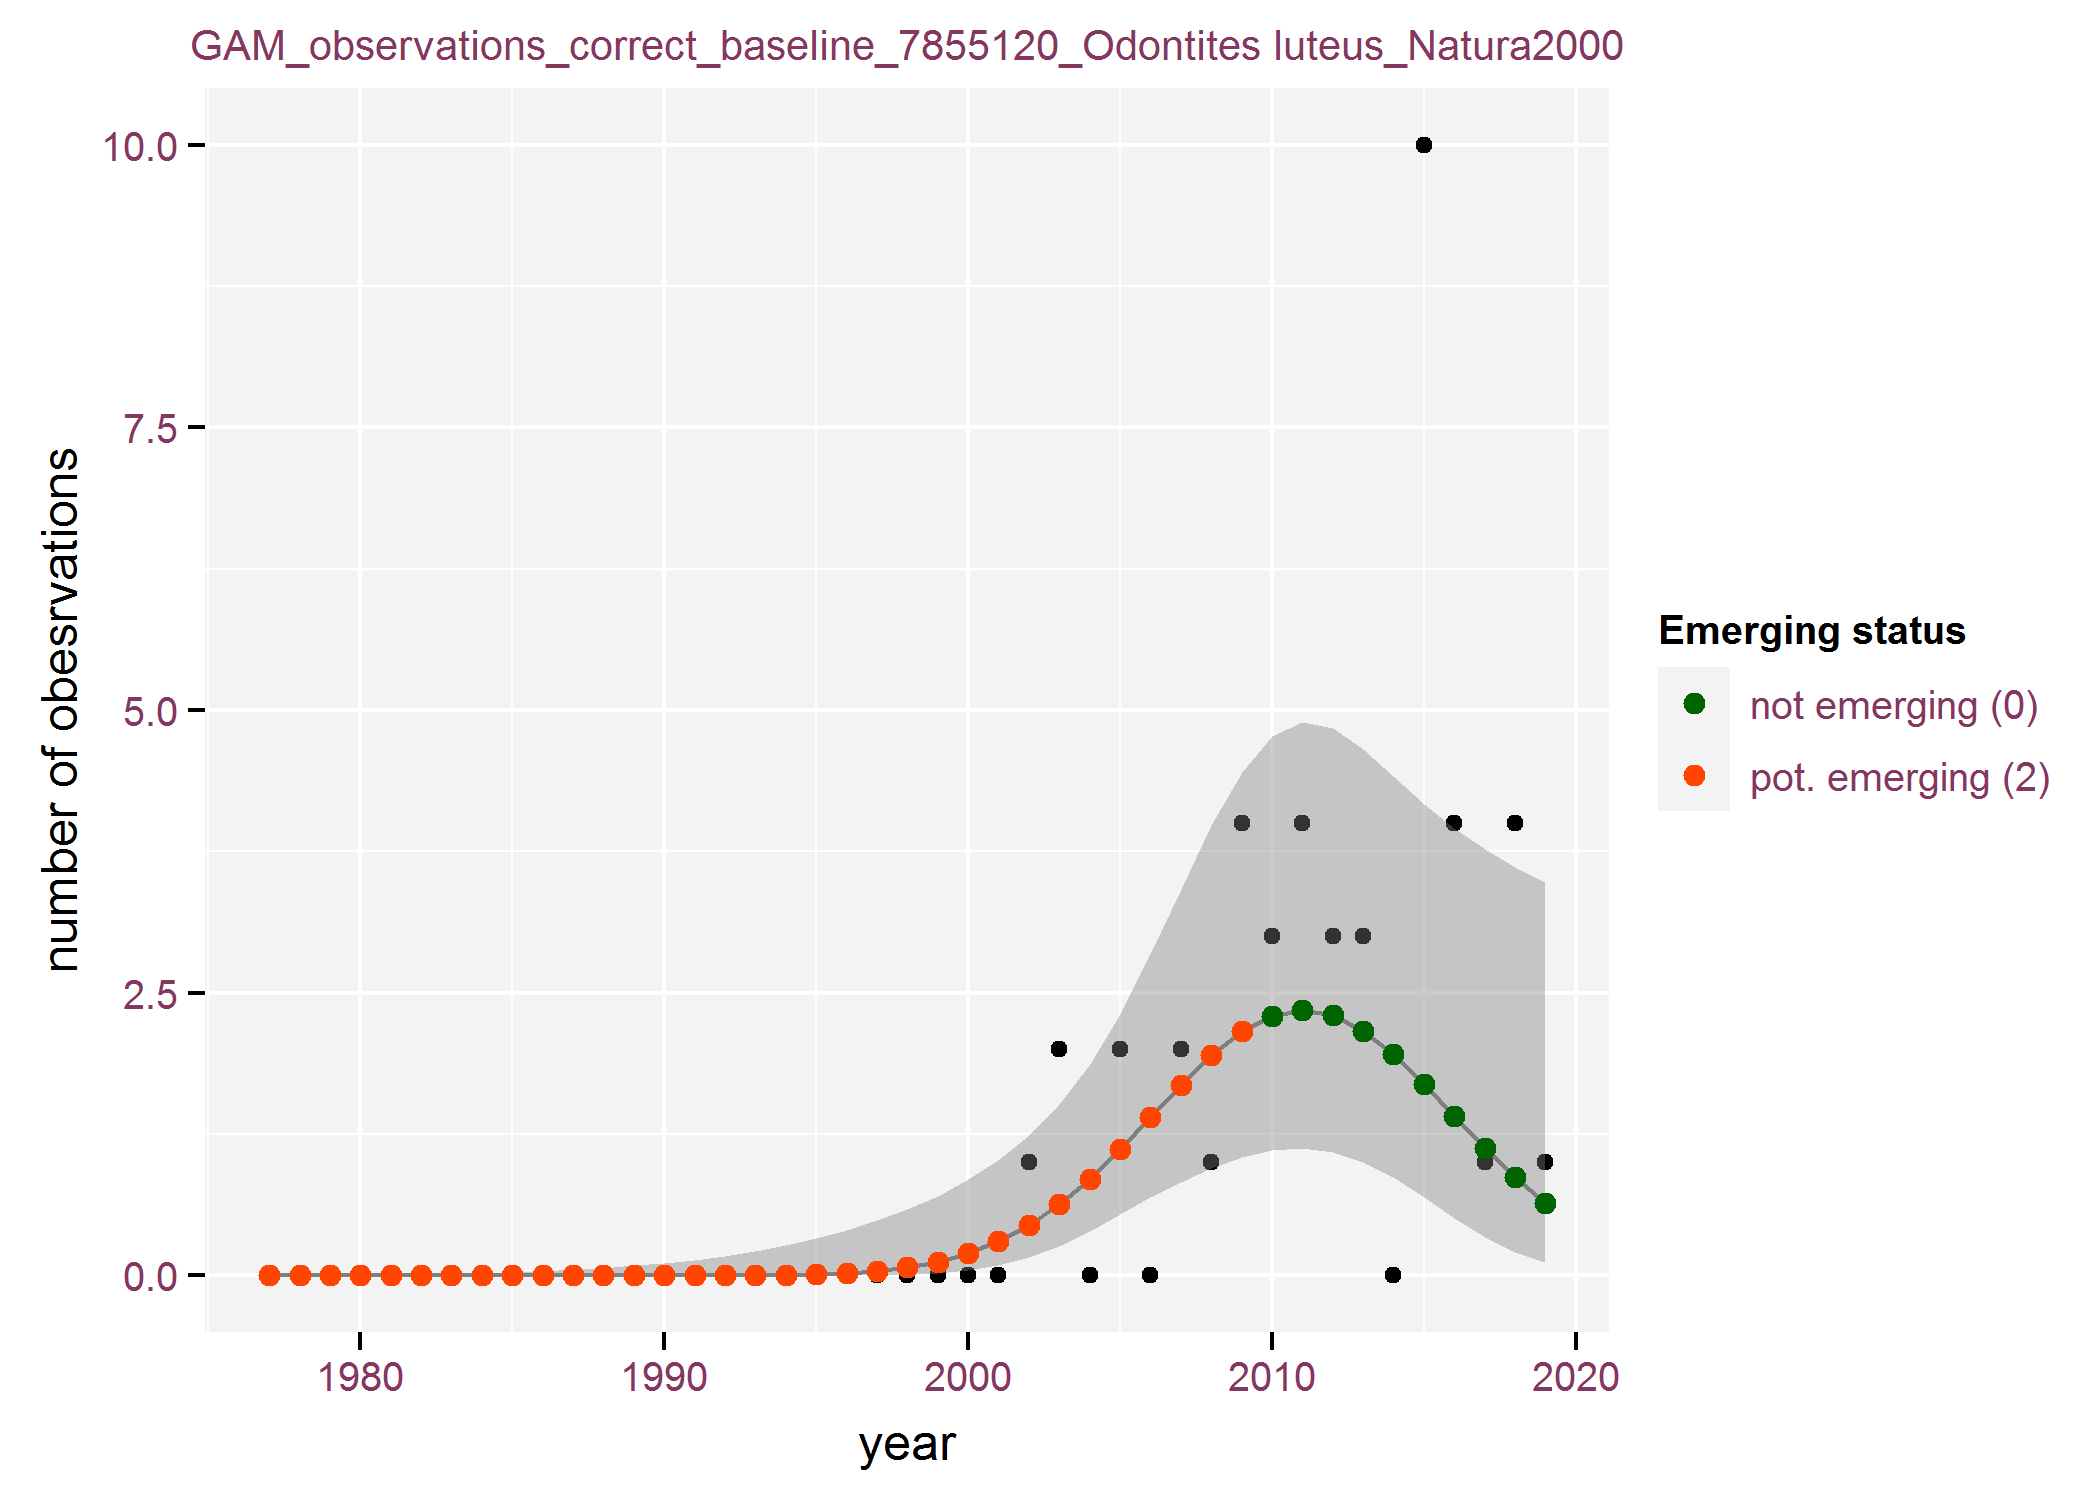 GAM_observations_correct_baseline_7855120_Odontites luteus_Natura2000
10.0
7.5
5.0
2.5
0.0
number of obesrvations
1980 1990 2000 2010 2020
year
Emerging status
not emerging (0)
pot. emerging (2)